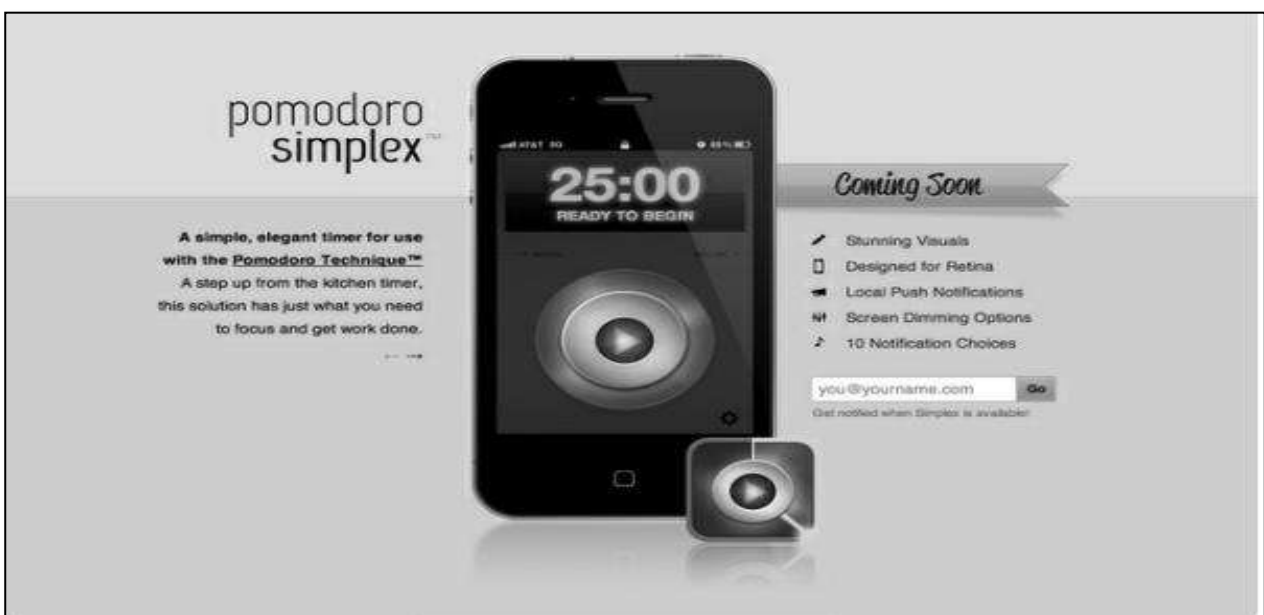 pomodoro
simplex™
A simple, elegant timer for use
with the Pomodoro Technique™
A step up from the kitchen timer,
this solution has just what you need
to focus and get work done.
AT&T 3G
25:00
READY TO BEGIN
Coming Soon
Stunning Visuals
Designed for Retina
Local Push Notifications
Screen Dimming Options
10 Notification Choices
you@yourname.com Go
Get notified when Simplex is available!